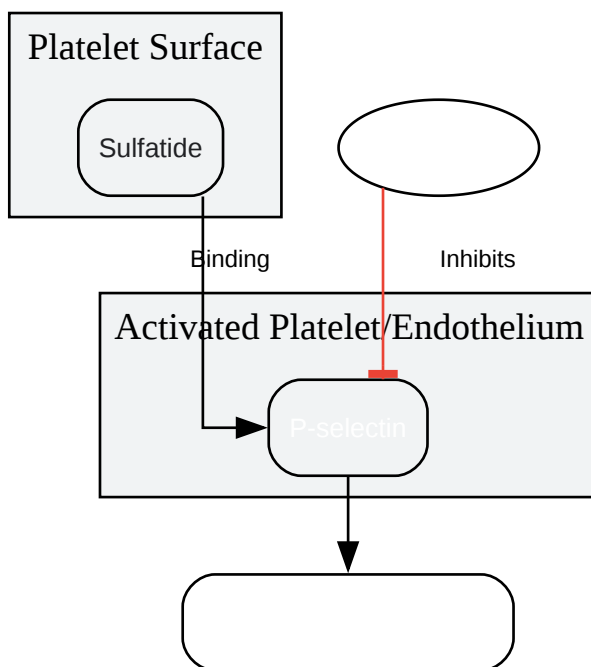 Platelet Surface
Sulfatide
Binding
Inhibits
Activated Platelet/Endothelium
P-selectin